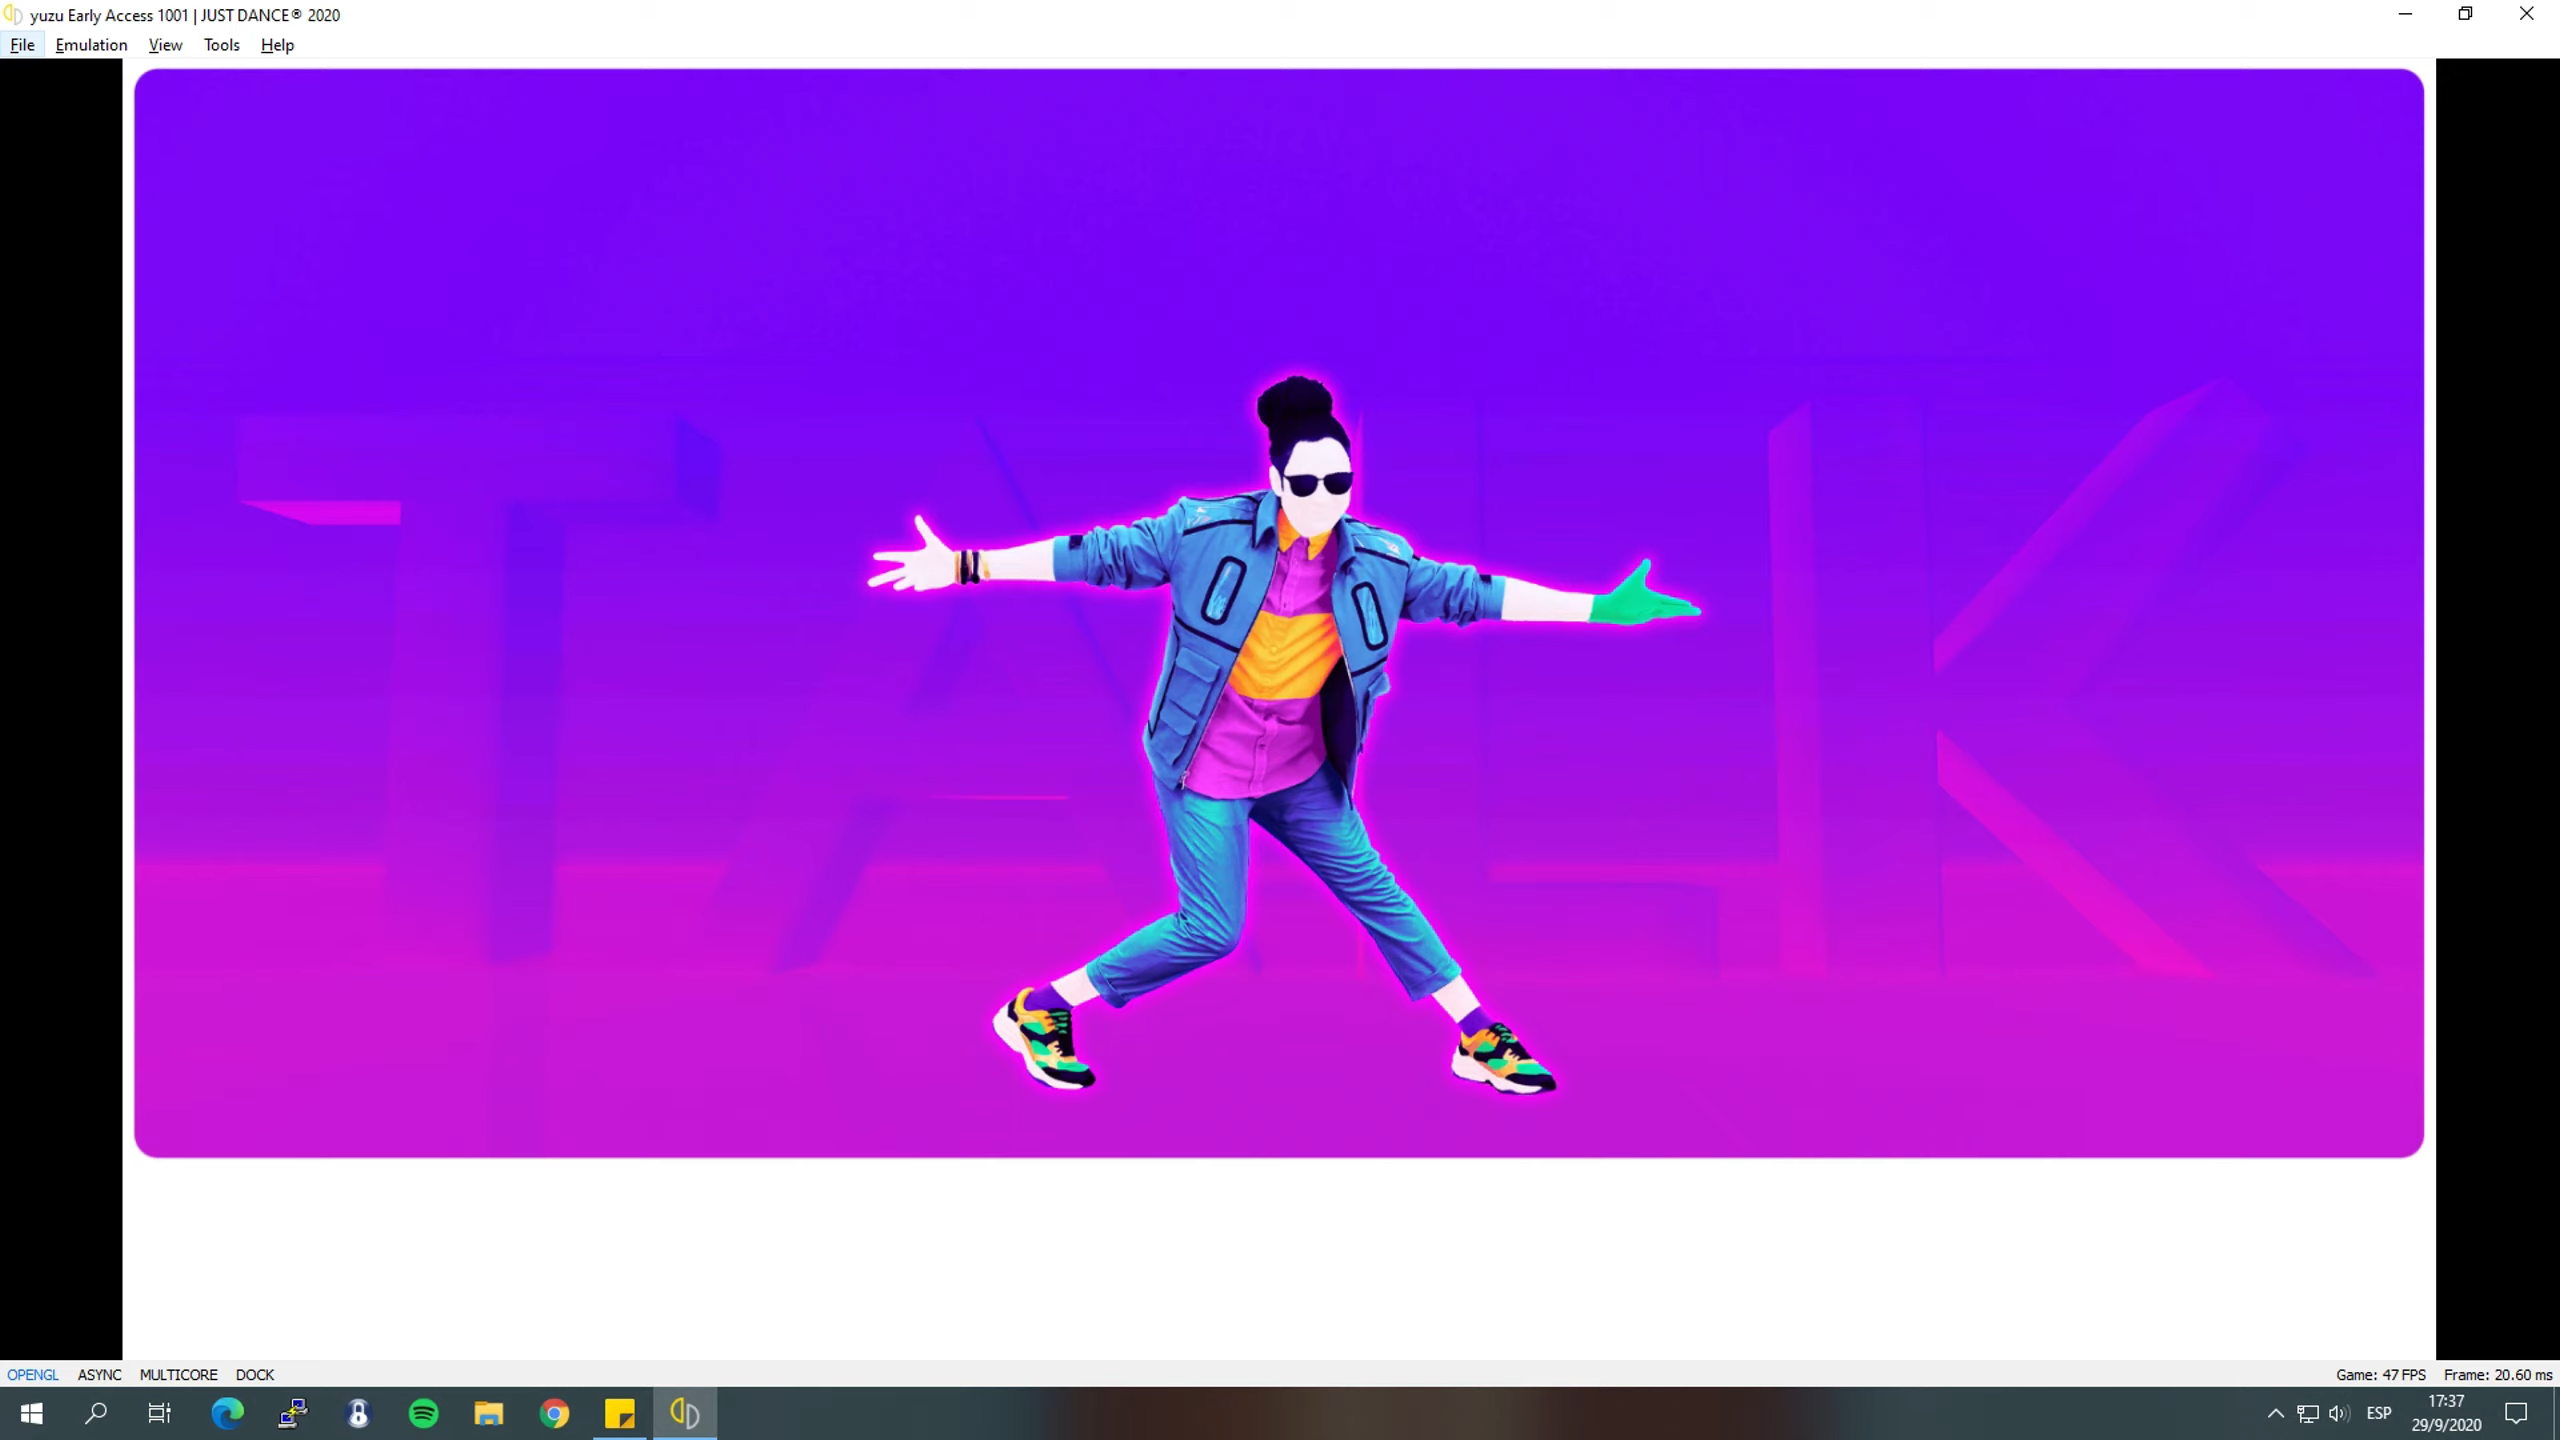 yuzu Early Access 1001 | JUST DANCE® 2020
File Emulation View Tools Help
TALK
OPENGL ASYNC MULTICORE DOCK
Game: 47 FPS Frame: 20.60 ms
ESP
17:37
29/9/2020